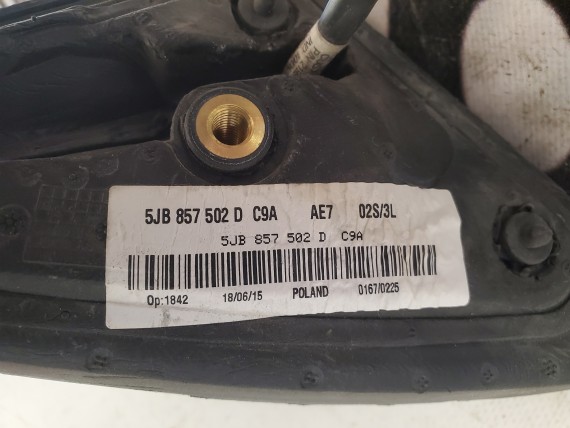 5JB 857 502 D C9A AE7 02S/3L
5JB 857 502 D C9A
Op:1842 18/06/15 POLAND 0167/0225